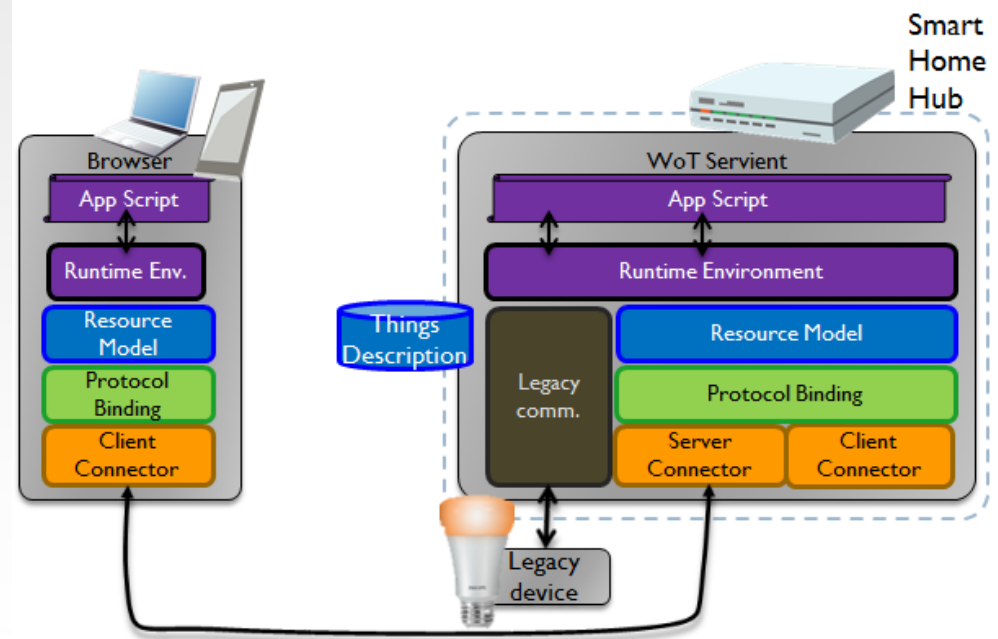 Smart
Home
Hub
Browser
App Script
Runtime Env.
Resource
Model
Protocol
Binding
Client
Connector
Things
Description
WoT Servient
App Script
Runtime Environment
Legacy
comm.
Resource Model
Protocol Binding
Server
Connector
Client
Connector
Legacy
device